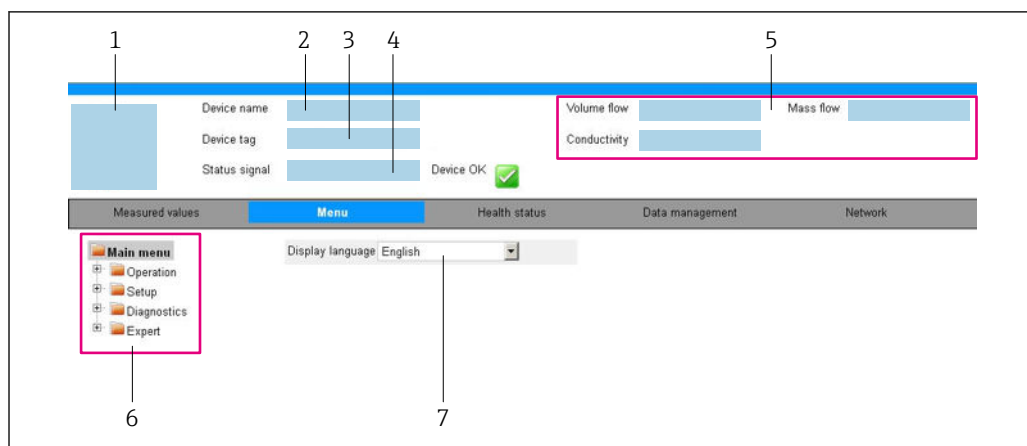 1 2 3 4 5
Device name Volume flow Mass flow
Device tag Conductivity
Status signal Device OK
Measured values Menu Health status Data management Network
Main menu Display language English
Operation
Setup
Diagnostics
Expert
6 7